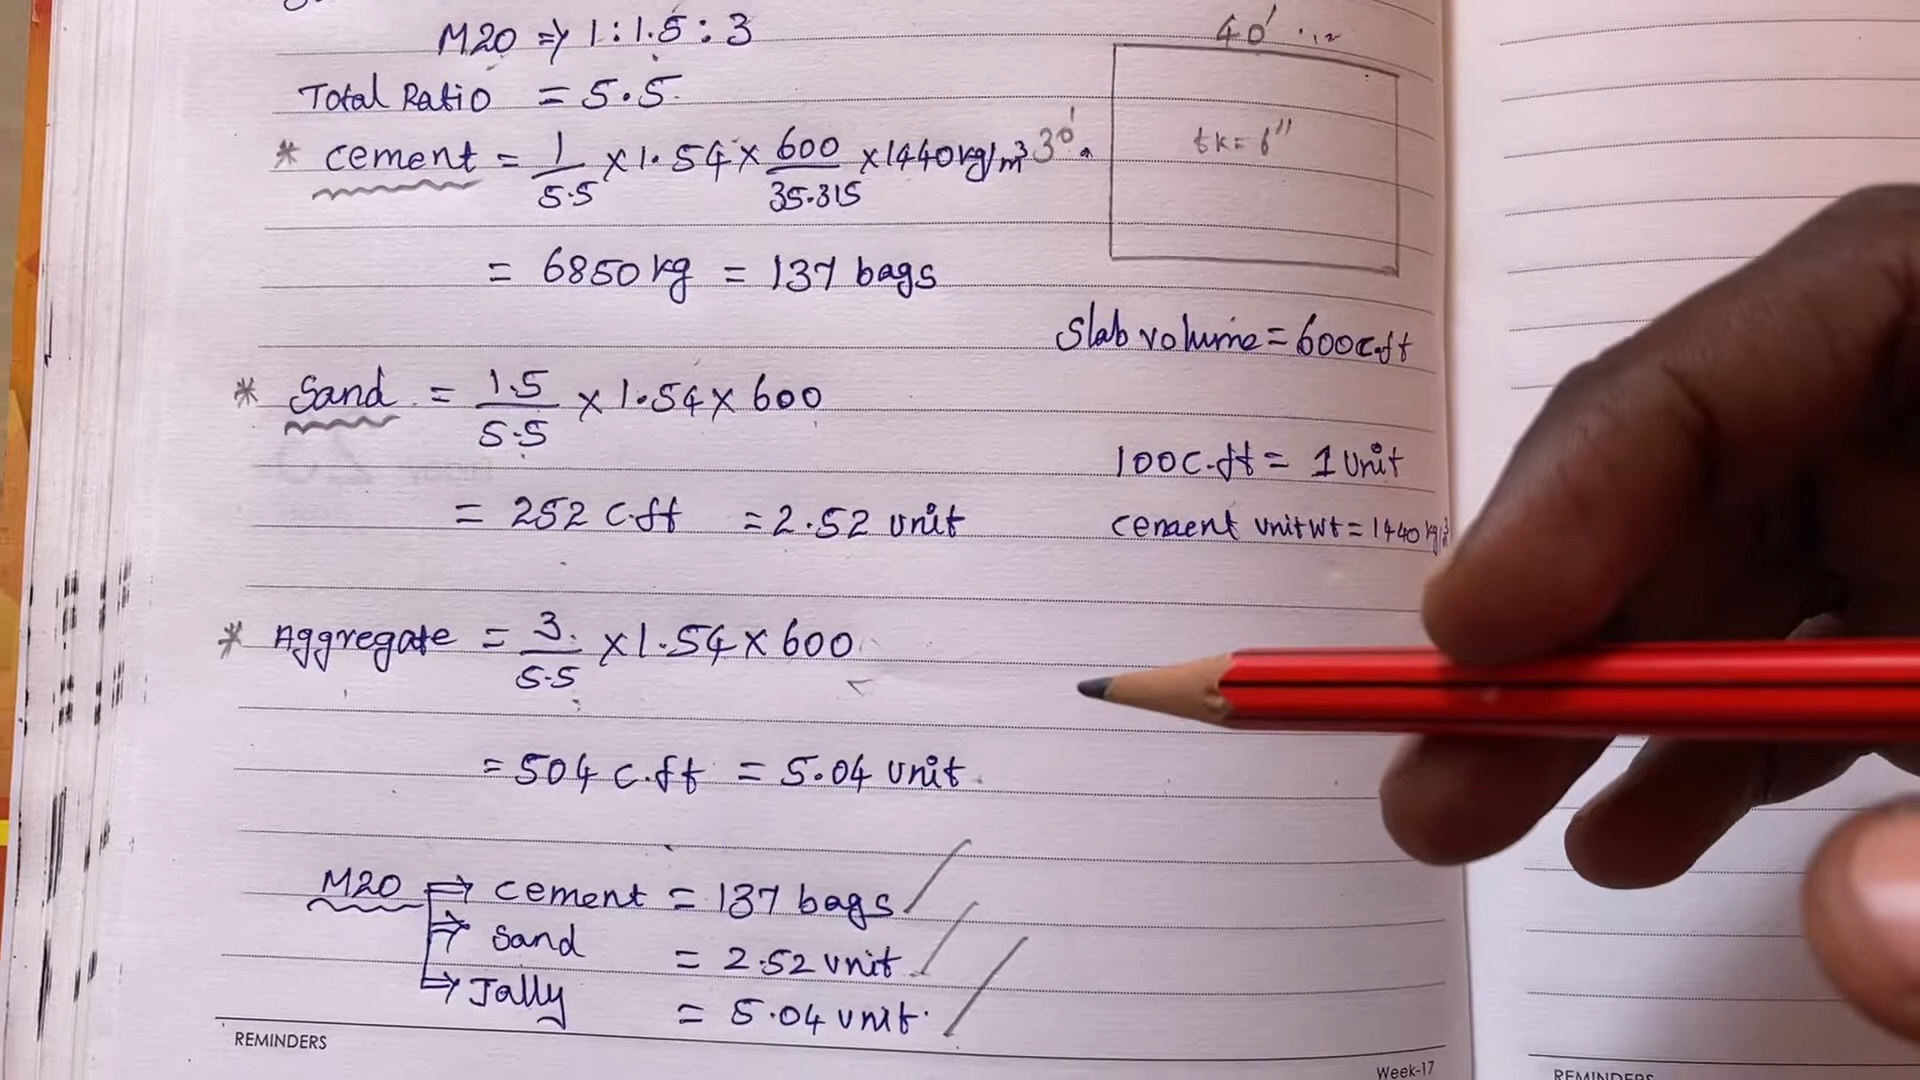 M20 ⇒ 1:1.5:3
Total Ratio = 5.5
* cement = 1/5.5 × 1.54 × 600/35.315 × 1440 kg/m³
= 6850 kg = 137 bags
* Sand = 1.5/5.5 × 1.54 × 600
= 252 c.ft = 2.52 unit
* Aggregate = 3/5.5 × 1.54 × 600
= 504 c.ft = 5.04 unit
M20 ⇒ cement = 137 bags
⇒ Sand = 2.52 unit
⇒ Jally = 5.04 unit.
40'
30'
tk = 6"
Slab volume = 600 c.ft
100 c.ft = 1 Unit
cement unit wt = 1440 kg/
REMINDERS
Week-17
REMINDERS